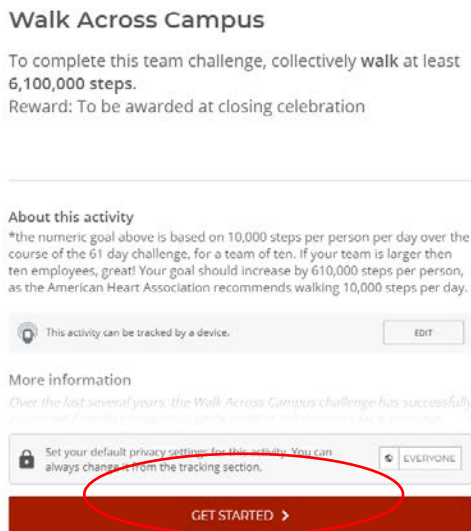 Walk Across Campus
To complete this team challenge, collectively walk at least
6,100,000 steps.
Reward: To be awarded at closing celebration
About this activity
*the numeric goal above is based on 10,000 steps per person per day over the
course of the 61 day challenge, for a team of ten. If your team is larger then
ten employees, great! Your goal should increase by 610,000 steps per person,
as the American Heart Association recommends walking 10,000 steps per day.
This activity can be tracked by a device.
EDIT
More information
Over the last several years, the Walk Across Campus challenge has successfully
Set your default privacy settings for this activity. You can
always change it from the tracking section.
EVERYONE
GET STARTED >